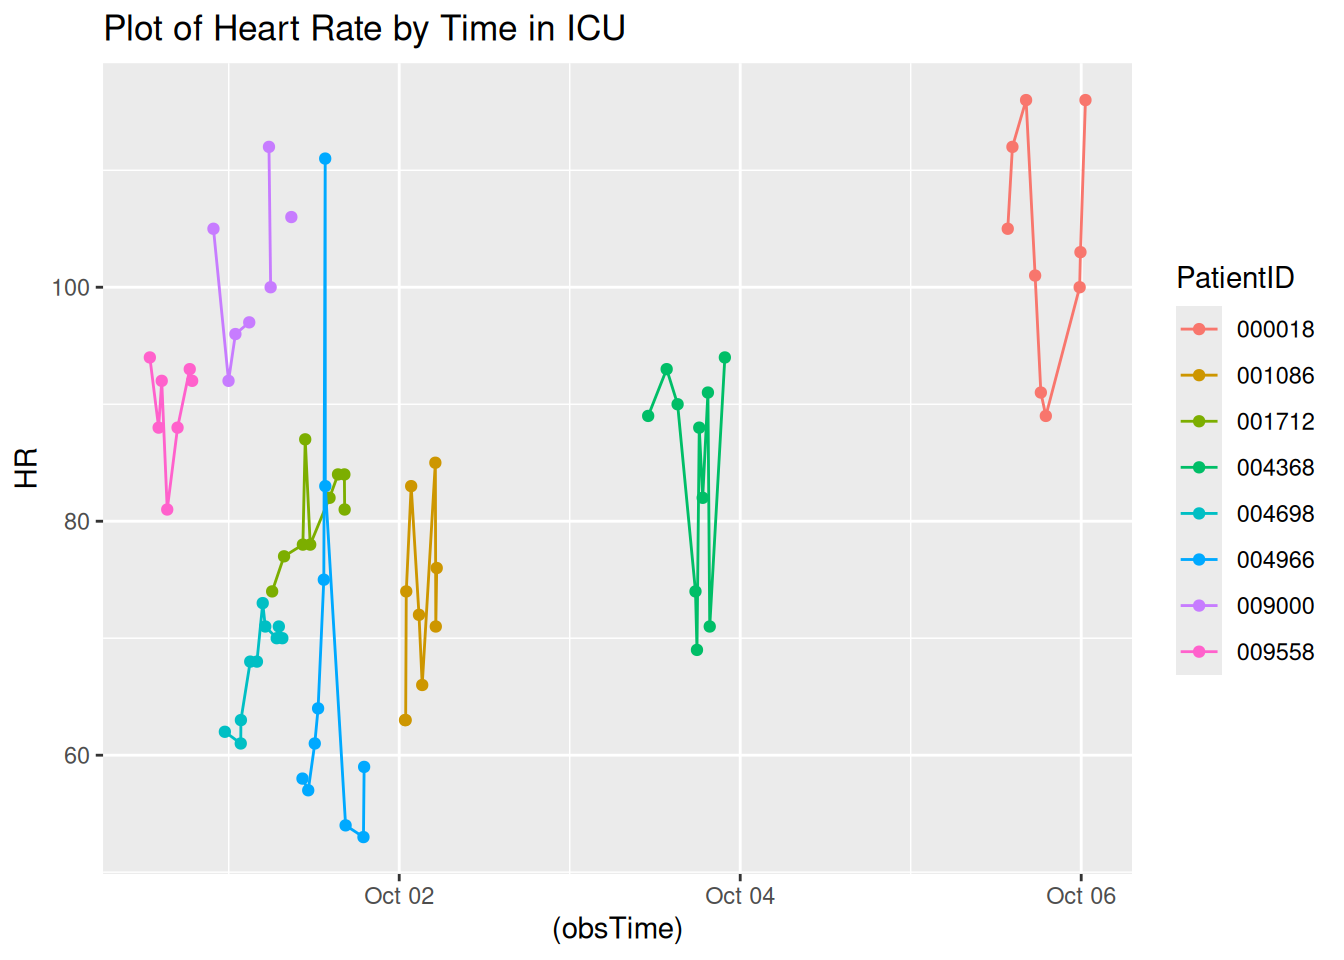 Plot of Heart Rate by Time in ICU
HR
100
80
60
Oct 02
Oct 04
Oct 06
(obsTime)
PatientID
000018
001086
001712
004368
004698
004966
009000
009558